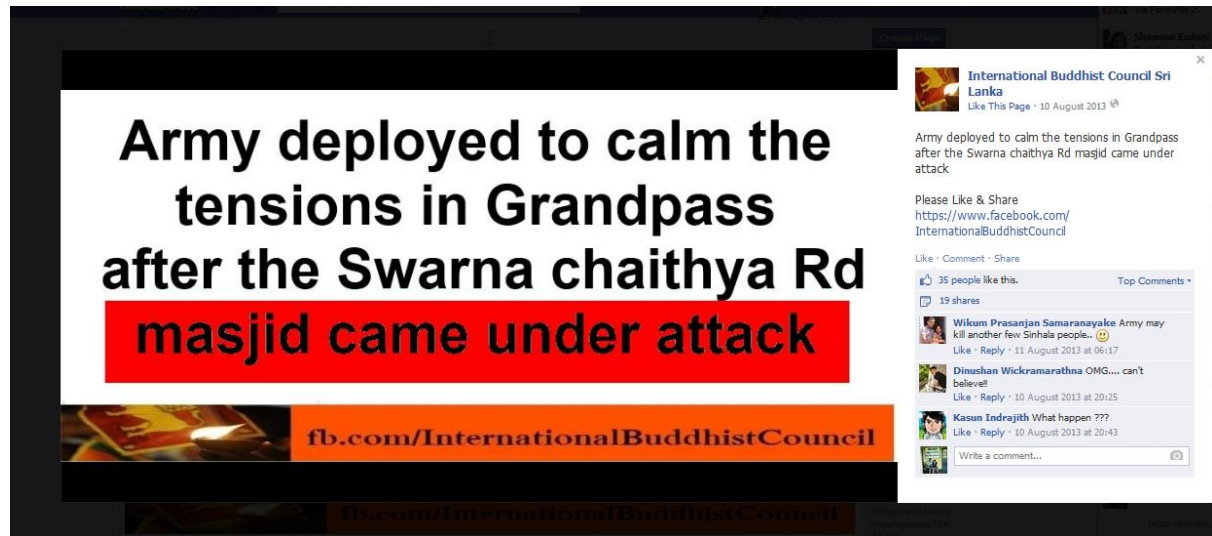 Create Page
Shannon Ezdani
Army deployed to calm the
tensions in Grandpass
after the Swarna chaithya Rd
masjid came under attack
fb.com/InternationalBuddhistCouncil
fb.com/InternationalBuddhistCouncil
International Buddhist Council Sri
Lanka
Like This Page · 10 August 2013
Army deployed to calm the tensions in Grandpass
after the Swarna chaithya Rd masjid came under
attack
Please Like & Share
https://www.facebook.com/
InternationalBuddhistCouncil
Like · Comment · Share
35 people like this.
Top Comments
19 shares
Wikum Prasanjan Samaranayake Army may
kill another few Sinhala people..
Like · Reply · 11 August 2013 at 06:17
Dinushan Wickramarathna OMG.... can't
believe!!
Like · Reply · 10 August 2013 at 20:25
Kasun Indrajith What happen ???
Like · Reply · 10 August 2013 at 20:43
Write a comment...